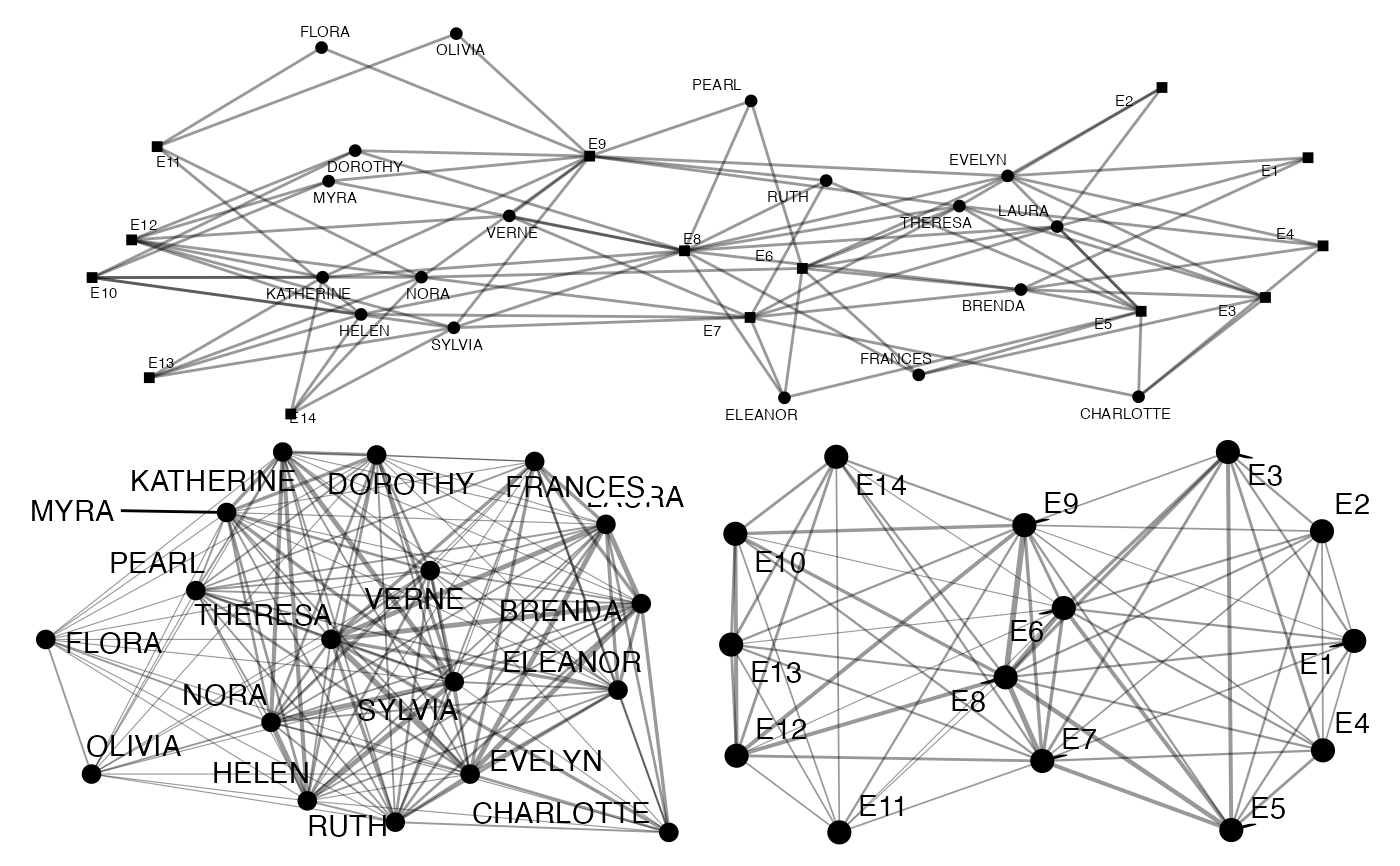 FLORA
OLIVIA
PEARL
E2
E11
DOROTHY
E9
EVELYN
E1
MYRA
RUTH
THERESA
LAURA
E12
VERNE
E8
E6
E4
E10
KATHERINE
NORA
BRENDA
HELEN
SYLVIA
E7
E5
E3
E13
FRANCES
E14
ELEANOR
CHARLOTTE
KATHERINE
DOROTHY
FRANCES
MYRA
PEARL
THERESA
VERNE
BRENDA
FLORA
ELEANOR
NORA
SYLVIA
OLIVIA
HELEN
EVELYN
RUTH
CHARLOTTE
E14
E3
E9
E2
E10
E6
E13
E1
E8
E12
E7
E4
E11
E5